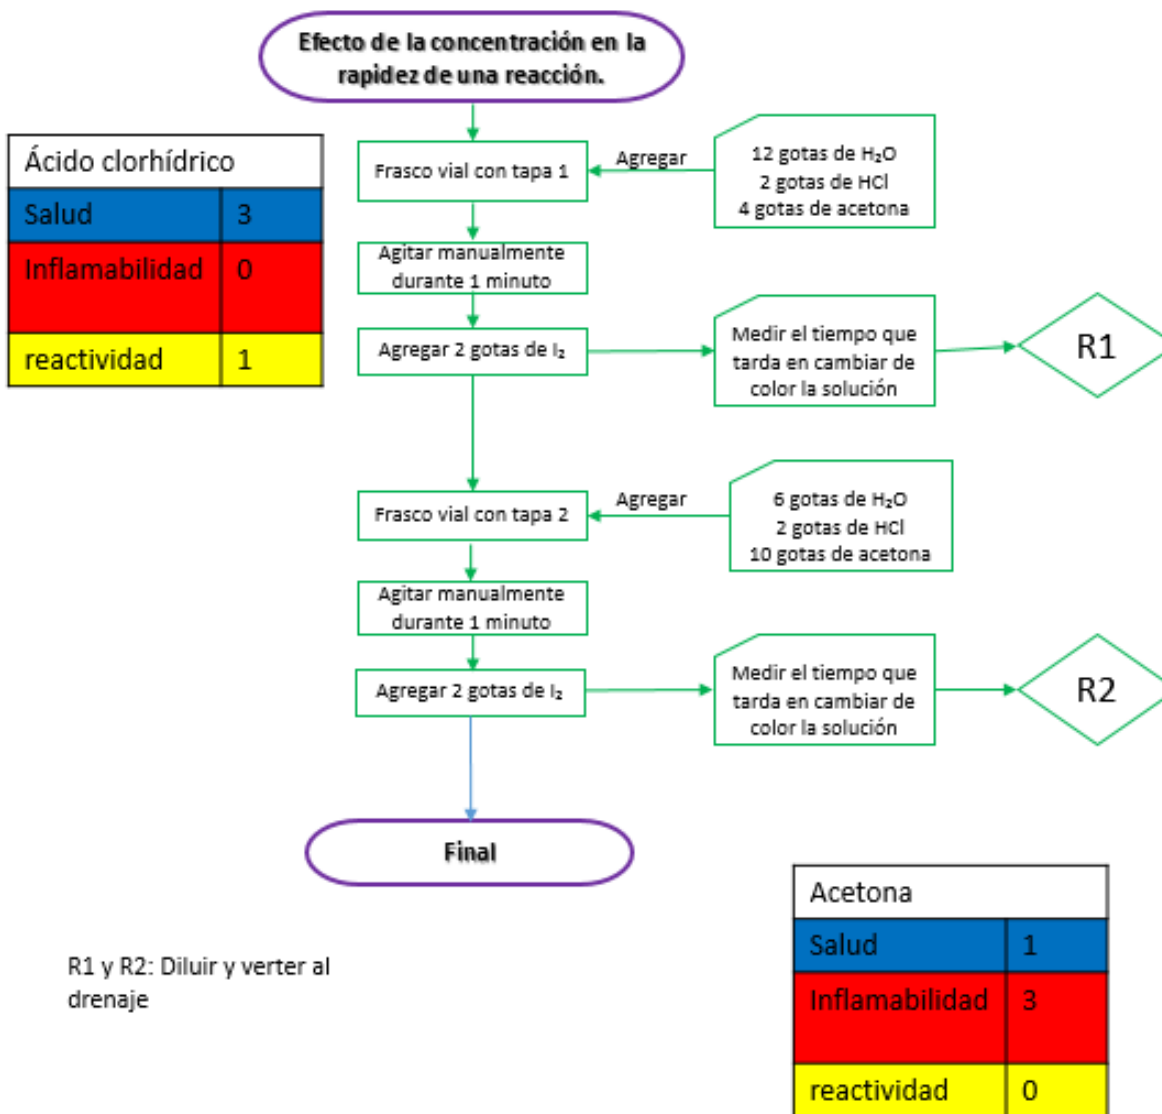 Efecto de la concentración en la
rapidez de una reacción.
Ácido clorhídrico
Salud 3
Inflamabilidad 0
reactividad 1
Frasco vial con tapa 1
Agregar
12 gotas de H₂O
2 gotas de HCl
4 gotas de acetona
Agitar manualmente
durante 1 minuto
Agregar 2 gotas de I₂
Medir el tiempo que
tarda en cambiar de
color la solución
R1
Frasco vial con tapa 2
Agregar
6 gotas de H₂O
2 gotas de HCl
10 gotas de acetona
Agitar manualmente
durante 1 minuto
Agregar 2 gotas de I₂
Medir el tiempo que
tarda en cambiar de
color la solución
R2
Final
R1 y R2: Diluir y verter al
drenaje
Acetona
Salud 1
Inflamabilidad 3
reactividad 0